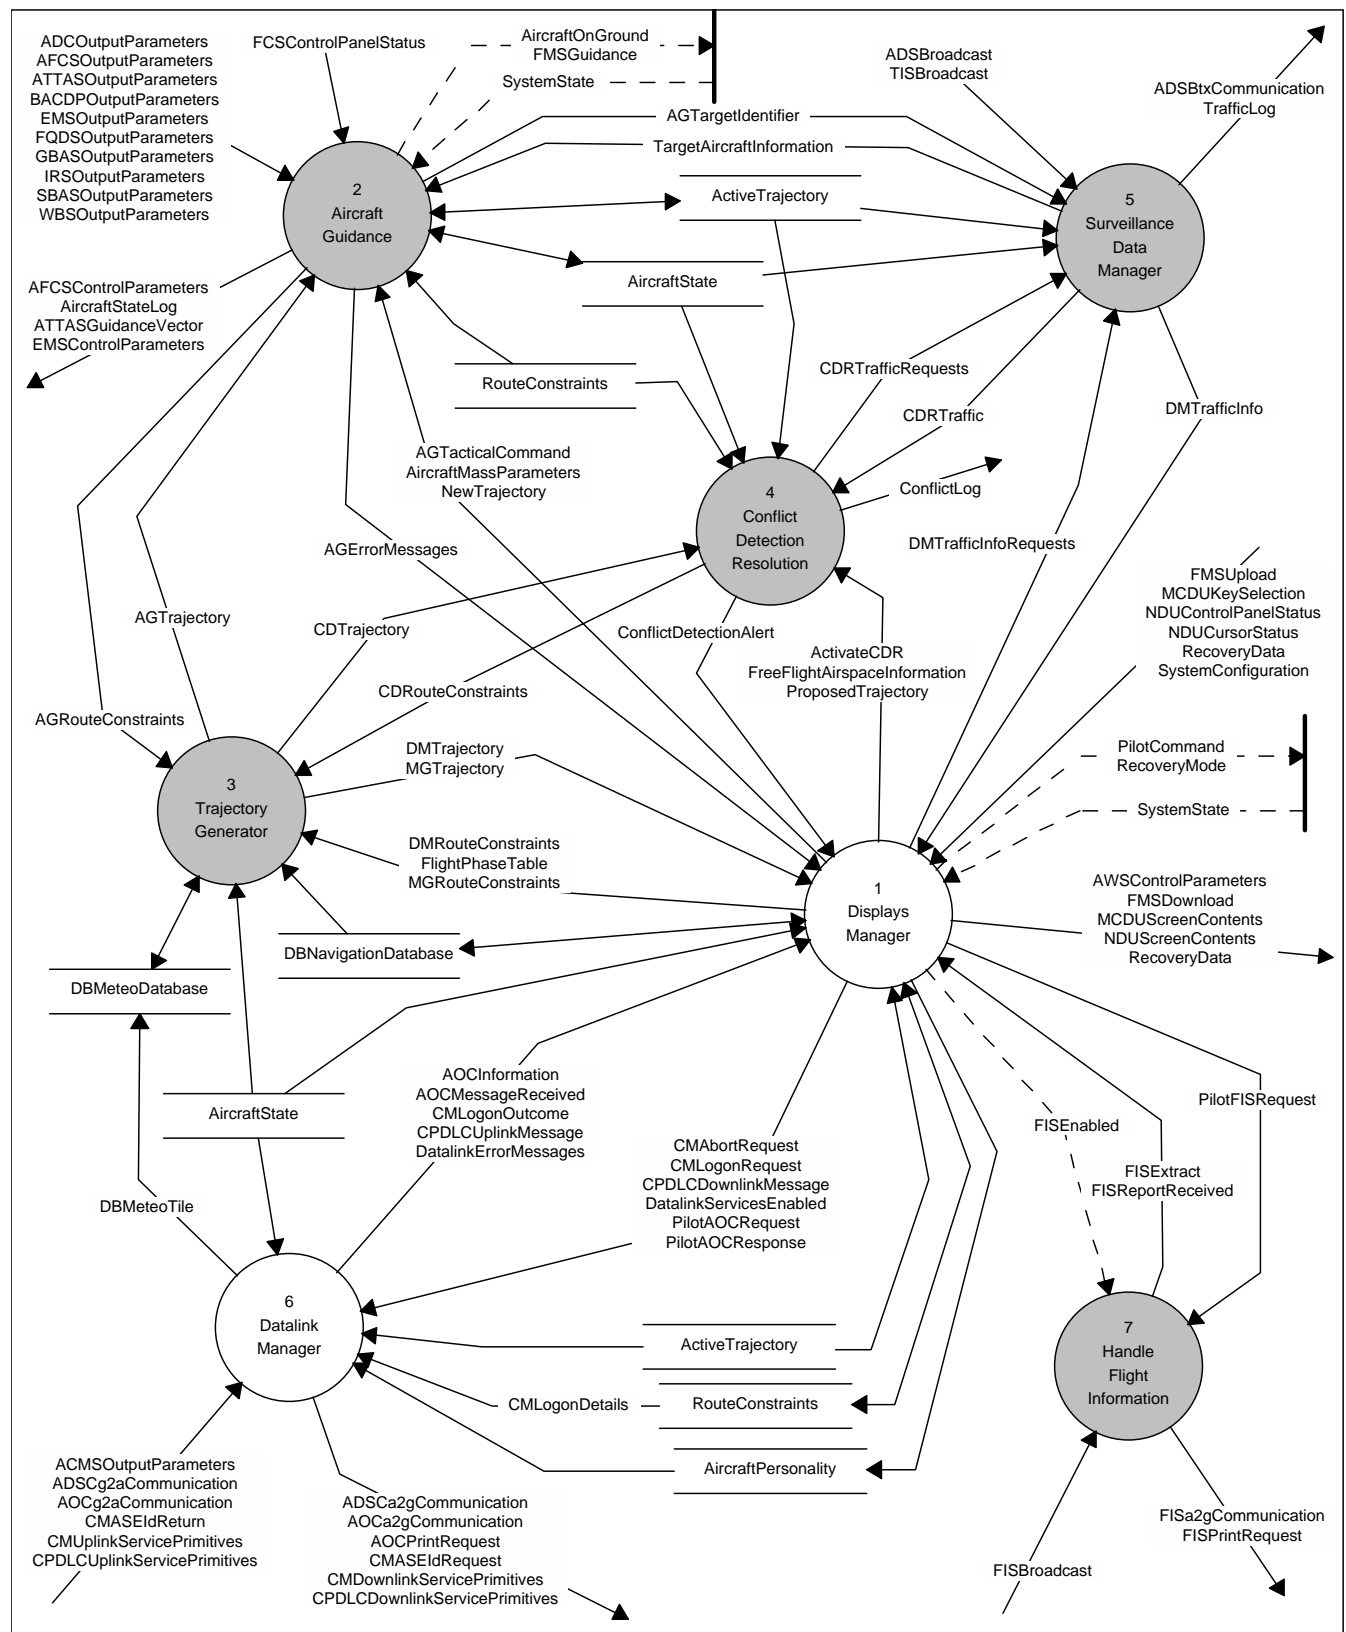 ADCOutputParameters
AFCSOutputParameters
ATTASOutputParameters
BACDPOutputParameters
EMSOutputParameters
FQDSOutputParameters
GBASOutputParameters
IRSOutputParameters
SBASOutputParameters
WBSOutputParameters
FCSControlPanelStatus
AircraftOnGround
FMSGuidance
SystemState
ADSBroadcast
TISBroadcast
ADSBtxCommunication
TrafficLog
AGTargetIdentifier
TargetAircraftInformation
2
Aircraft
Guidance
ActiveTrajectory
5
Surveillance
Data
Manager
AircraftState
AFCSControlParameters
AircraftStateLog
ATTASGuidanceVector
EMSControlParameters
RouteConstraints
CDRTrafficRequests
CDRTraffic
DMTrafficInfo
AGTacticalCommand
AircraftMassParameters
NewTrajectory
4
Conflict
Detection
Resolution
ConflictLog
AGErrorMessages
DMTrafficInfoRequests
FMSUpload
MCDUKeySelection
NDUControlPanelStatus
NDUCursorStatus
RecoveryData
SystemConfiguration
AGTrajectory
CDTrajectory
ConflictDetectionAlert
ActivateCDR
FreeFlightAirspaceInformation
ProposedTrajectory
CDRouteConstraints
AGRouteConstraints
DMTrajectory
MGTrajectory
PilotCommand
RecoveryMode
SystemState
3
Trajectory
Generator
DMRouteConstraints
FlightPhaseTable
MGRouteConstraints
1
Displays
Manager
AWSControlParameters
FMSDownload
MCDUScreenContents
NDUScreenContents
RecoveryData
DBNavigationDatabase
DBMeteoDatabase
AircraftState
AOCInformation
AOCMessageReceived
CMLogonOutcome
CPDLCUplinkMessage
DatalinkErrorMessages
PilotFISRequest
FISEnabled
CMAbortRequest
CMLogonRequest
CPDLCDownlinkMessage
DatalinkServicesEnabled
PilotAOCRequest
PilotAOCResponse
FISExtract
FISReportReceived
DBMeteoTile
6
Datalink
Manager
ActiveTrajectory
7
Handle
Flight
Information
CMLogonDetails
RouteConstraints
AircraftPersonality
ACMSOutputParameters
ADSCg2aCommunication
AOCg2aCommunication
CMASEIdReturn
CMUplinkServicePrimitives
CPDLCUplinkServicePrimitives
ADSCa2gCommunication
AOCa2gCommunication
AOCPrintRequest
CMASEIdRequest
CMDownlinkServicePrimitives
CPDLCDownlinkServicePrimitives
FISa2gCommunication
FISPrintRequest
FISBroadcast